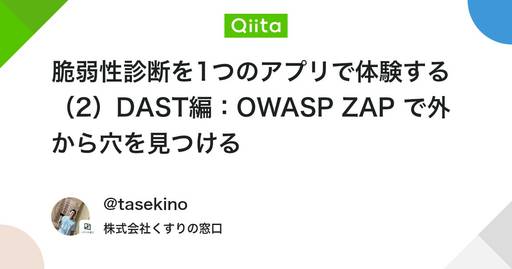 Qiita
脆弱性診断を1つのアプリで体験する
（2）DAST編：OWASP ZAP で外
から穴を見つける
@tasekino
株式会社くすりの窓口